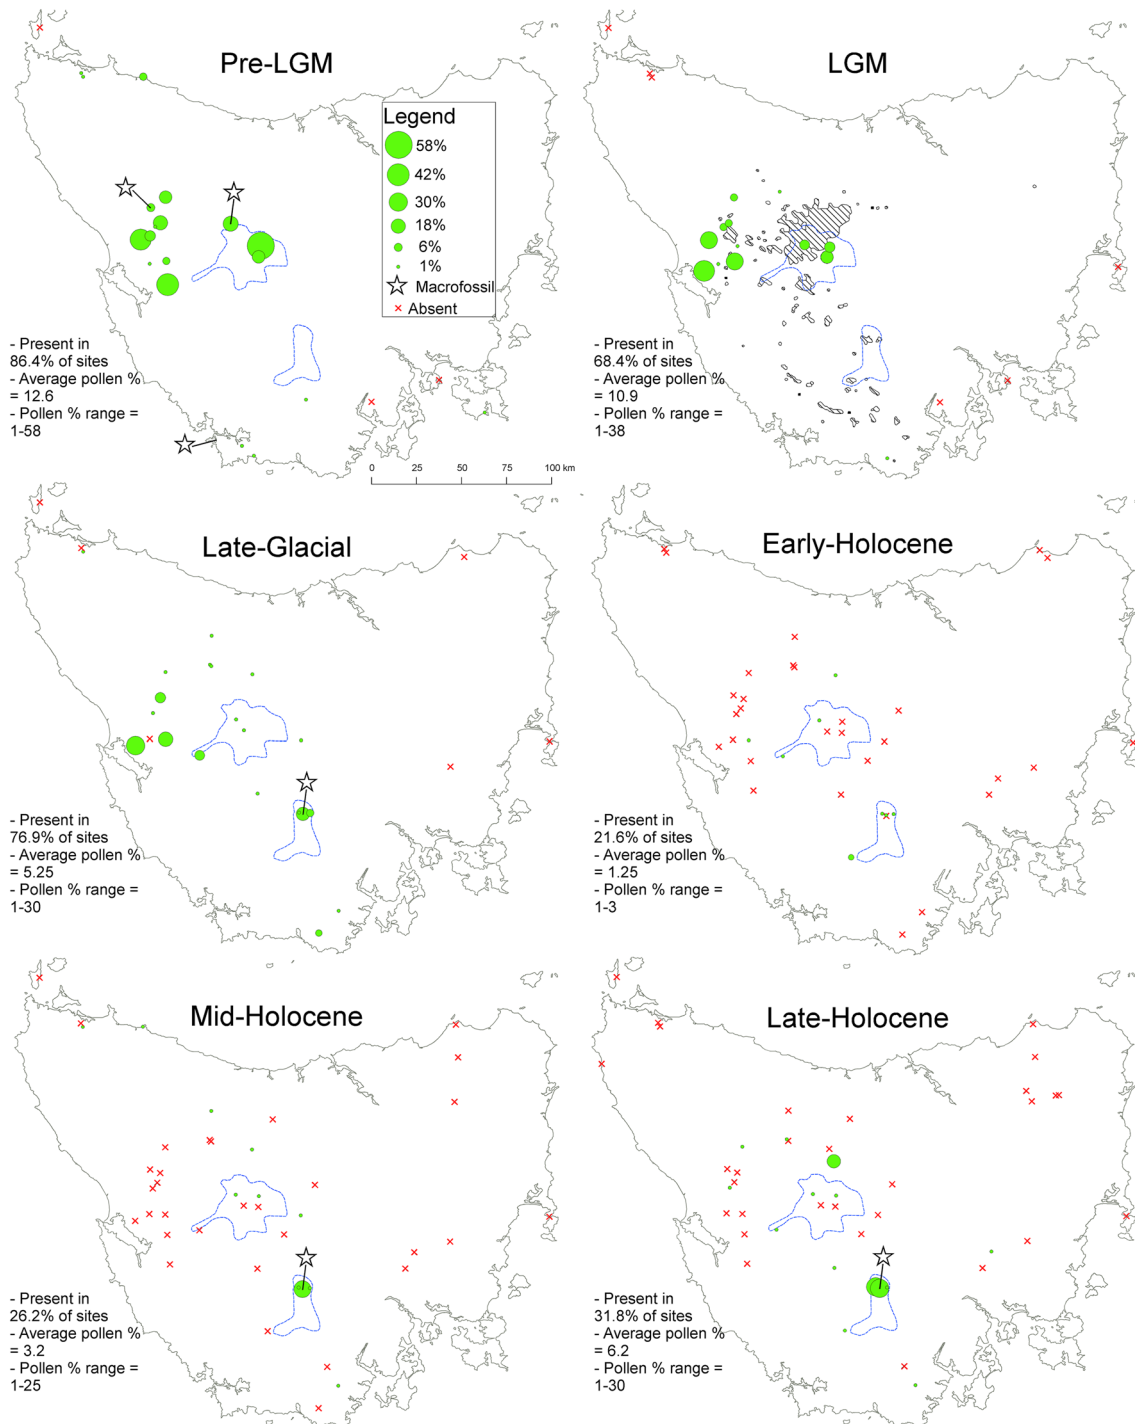 Pre-LGM
Legend
58%
42%
30%
18%
6%
1%
Macrofossil
Absent
- Present in
86.4% of sites
- Average pollen %
= 12.6
- Pollen % range =
1-58
0 25 50 75 100 km
LGM
- Present in
68.4% of sites
- Average pollen %
= 10.9
- Pollen % range =
1-38
Late-Glacial
- Present in
76.9% of sites
- Average pollen %
= 5.25
- Pollen % range =
1-30
Early-Holocene
- Present in
21.6% of sites
- Average pollen %
= 1.25
- Pollen % range =
1-3
Mid-Holocene
- Present in
26.2% of sites
- Average pollen %
= 3.2
- Pollen % range =
1-25
Late-Holocene
- Present in
31.8% of sites
- Average pollen %
= 6.2
- Pollen % range =
1-30